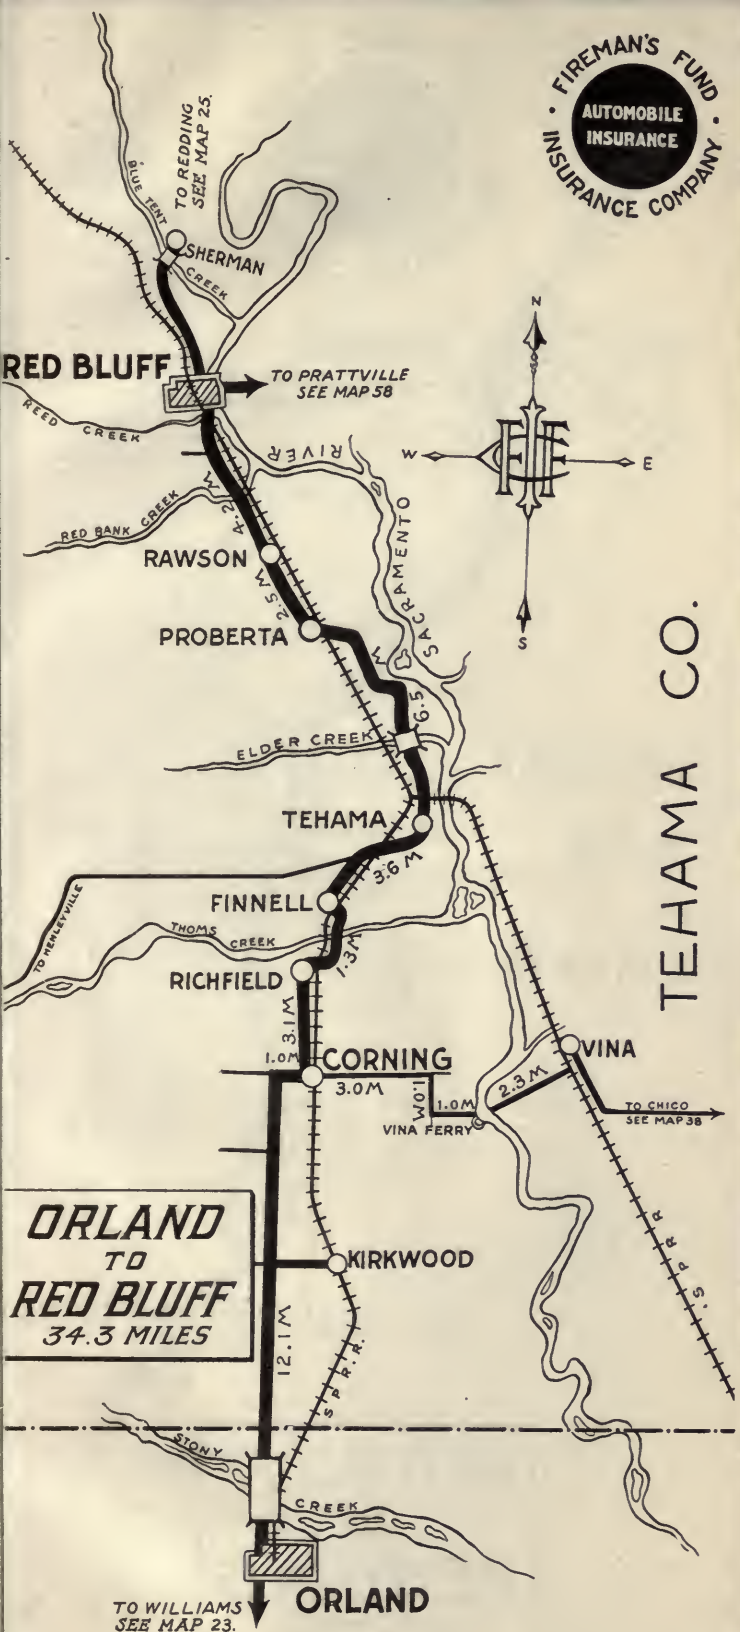 FIREMAN'S FUND
INSURANCE COMPANY
AUTOMOBILE
INSURANCE
TO REDDING
SEE MAP 25.
BLUE TENT
CREEK
SHERMAN
RED BLUFF
TO PRATTVILLE
SEE MAP 58
REED CREEK
RIVER
SACRAMENTO
N
W
E
S
4.2 M
RED BANK CREEK
RAWSON
2.5 M
PROBERTA
6.5 M
ELDER CREEK
TEHAMA CO.
TEHAMA
3.6 M
TO HENLEYVILLE
FINNELL
THOMS CREEK
1.3 M
RICHFIELD
3.1 M
1.0 M
CORNING
3.0 M
1.0 M
1.0 M
VINA FERRY
2.3 M
VINA
TO CHICO
SEE MAP 38
S.P.R.R.
ORLAND
TO
RED BLUFF
34.3 MILES
KIRKWOOD
12.1 M
S P. R. R.
STONY
CREEK
ORLAND
TO WILLIAMS
SEE MAP 23.